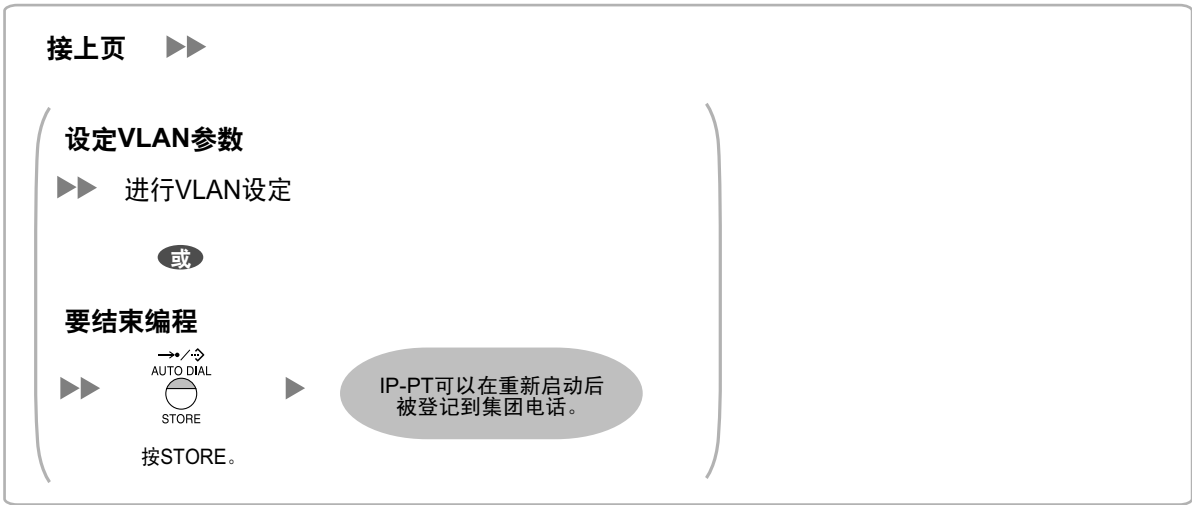 接上页
设定VLAN参数
进行VLAN设定
或
要结束编程
AUTO DIAL
STORE
IP-PT可以在重新启动后
被登记到集团电话。
按STORE。